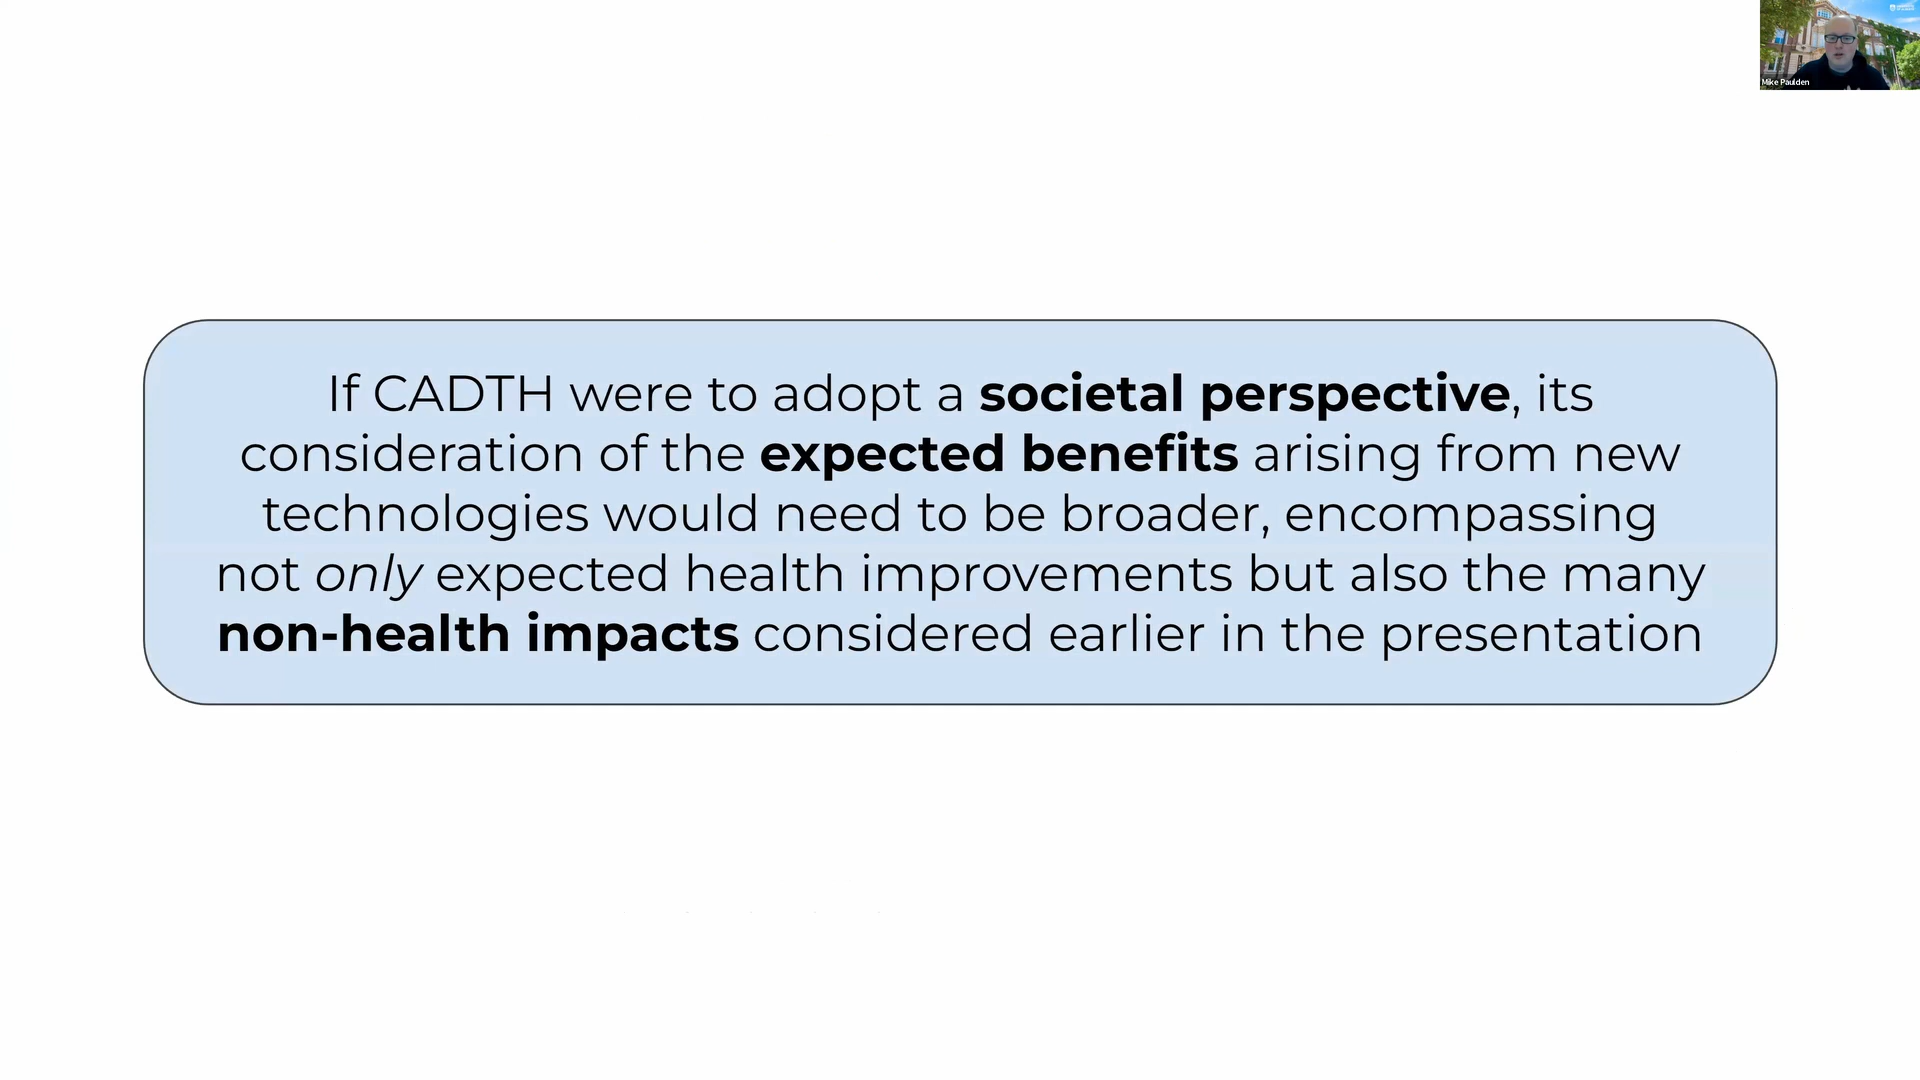 Mike Paulden
If CADTH were to adopt a societal perspective, its
consideration of the expected benefits arising from new
technologies would need to be broader, encompassing
not only expected health improvements but also the many
non-health impacts considered earlier in the presentation